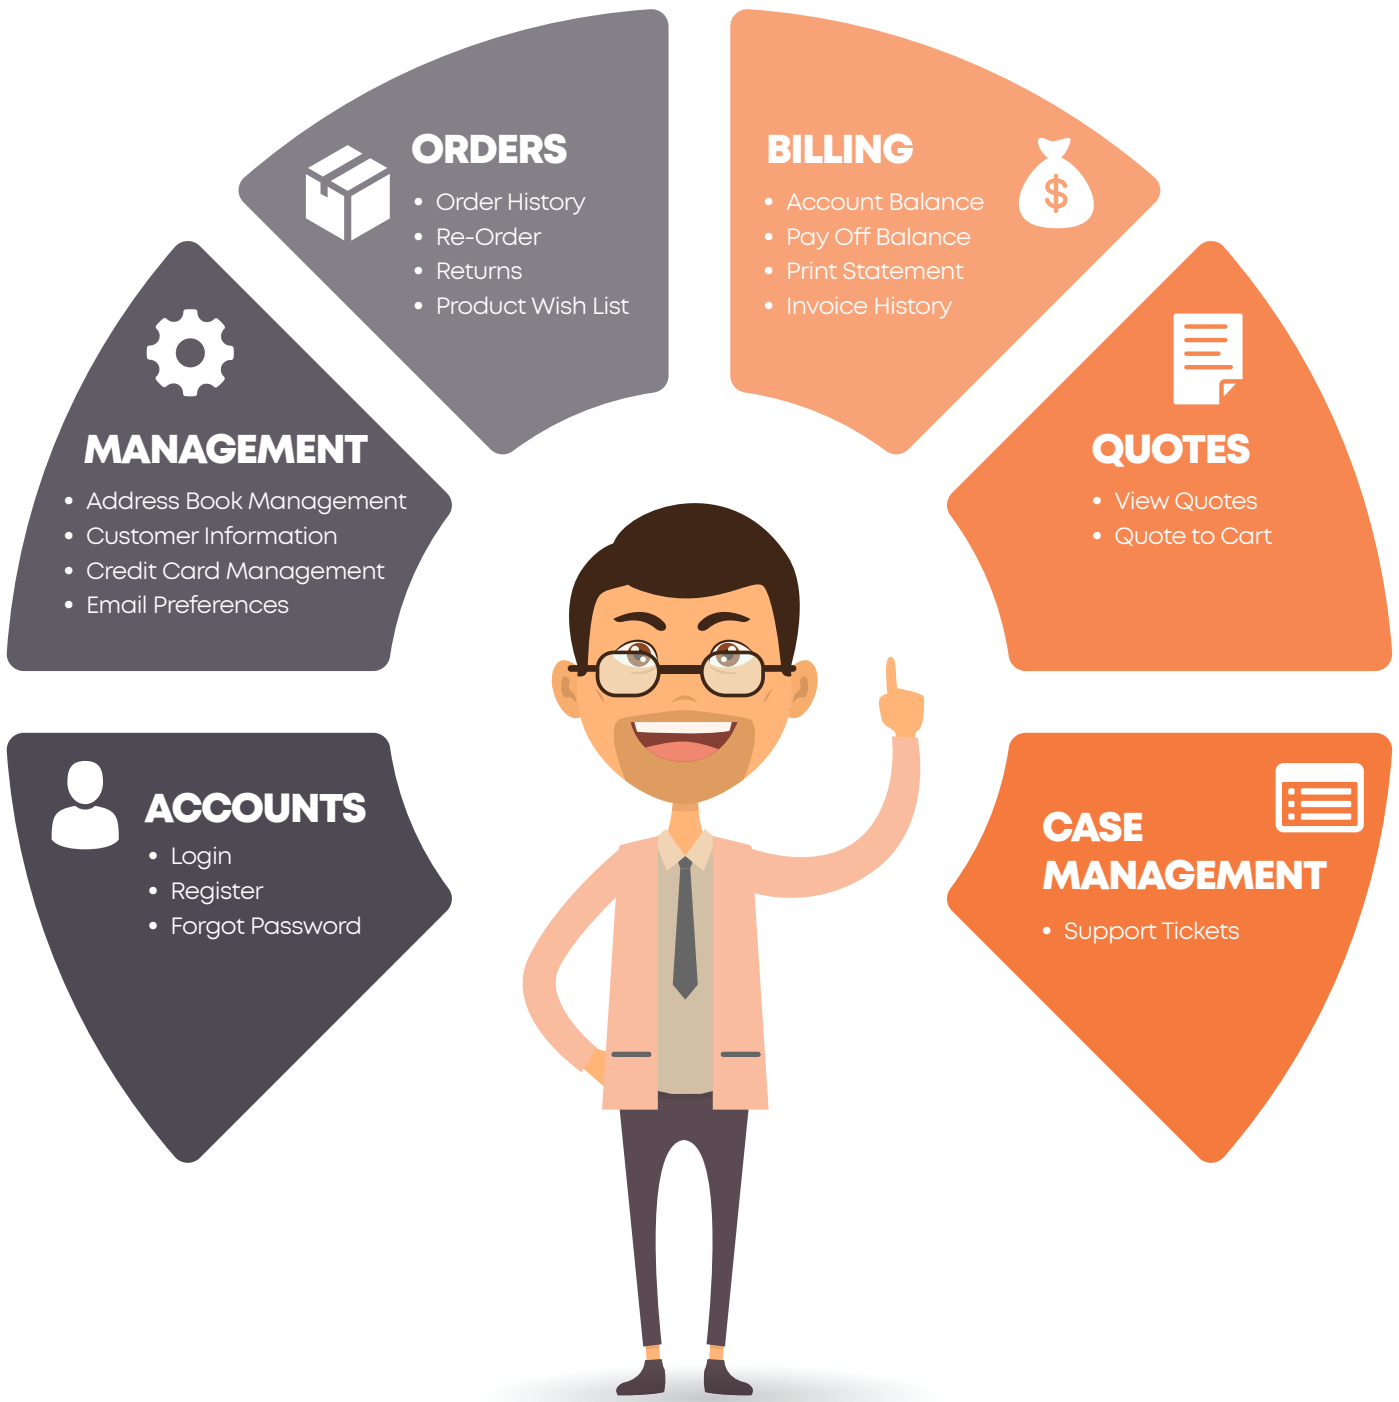 ORDERS
• Order History
• Re-Order
• Returns
• Product Wish List
BILLING
• Account Balance
• Pay Off Balance
• Print Statement
• Invoice History
$
MANAGEMENT
• Address Book Management
• Customer Information
• Credit Card Management
• Email Preferences
QUOTES
• View Quotes
• Quote to Cart
ACCOUNTS
• Login
• Register
• Forgot Password
CASE
MANAGEMENT
• Support Tickets